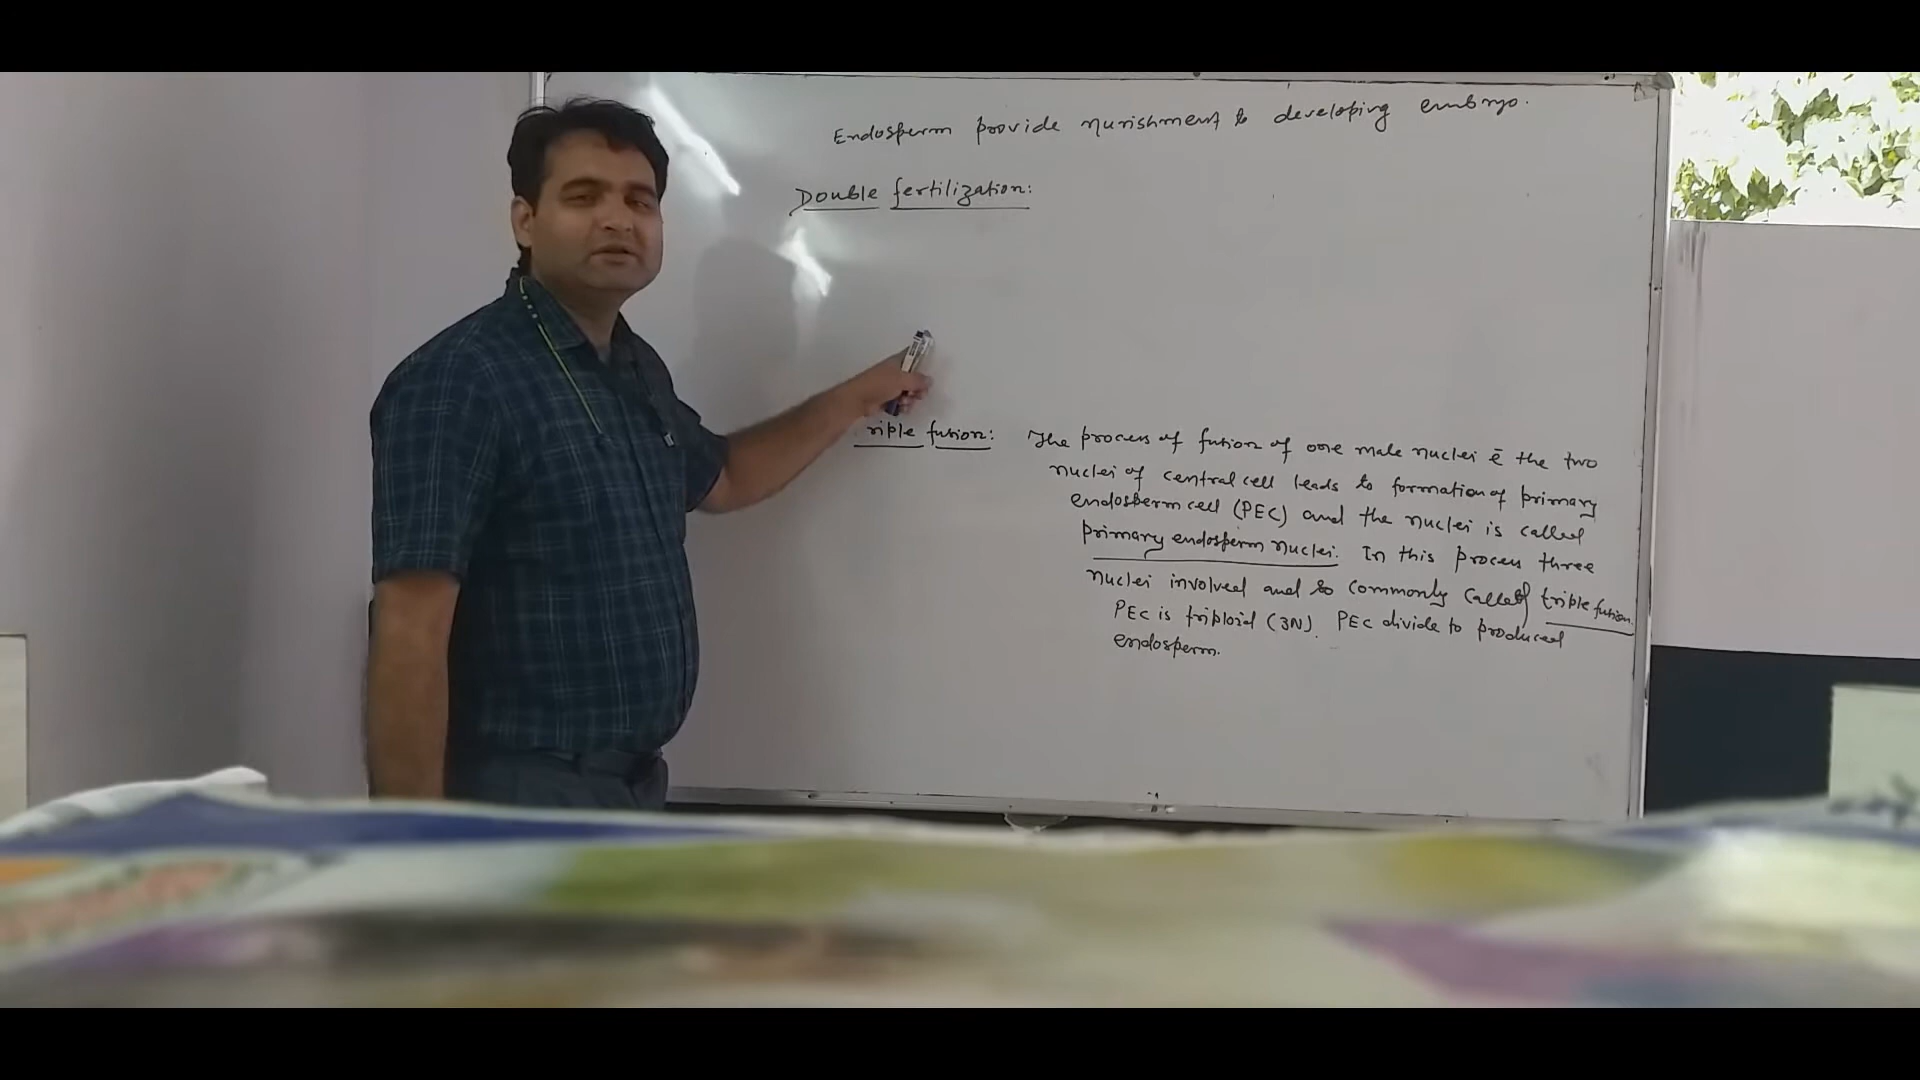 Endosperm provide nurishment to developing embryo.
Double fertilization:
riple fusion: The process of fusion of one male nuclei ē the two
nuclei of central cell leads to formation of primary
endosperm cell (PEC) and the nuclei is called
primary endosperm nuclei. In this process three
nuclei involved and so commonly called triple fusion.
PEC is triploid (3N). PEC divide to produced
endosperm.